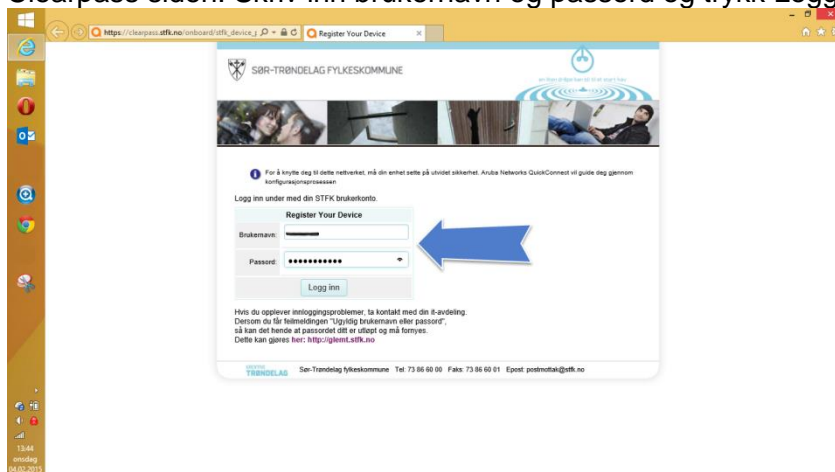 Clearpass siden. Skriv inn brukernavn og passord og trykk Logg
https://clearpass.stfk.no/onboard/stfk_device_
Register Your Device
SØR-TRØNDELAG FYLKESKOMMUNE
For å knytte deg til dette nettverket, må din enhet sette på utvidet sikkerhet. Aruba Networks QuickConnect vil guide deg gjennom
konfigurasjonsprosessen.
Logg inn under med din STFK brukerkonto.
Register Your Device
Brukernavn:
Passord:
Logg inn
Hvis du opplever innloggingsproblemer, ta kontakt med din it-avdeling.
Dersom du får feilmeldingen "Ugyldig brukernavn eller passord",
så kan det hende at passordet ditt er utløpt og må fornyes.
Dette kan gjøres her: http://glemt.stfk.no
TRØNDELAG
Sør-Trøndelag fylkeskommune Tel: 73 86 60 00 Faks: 73 86 60 01 Epost: postmottak@stfk.no
13:44
onsdag
04.02.2015